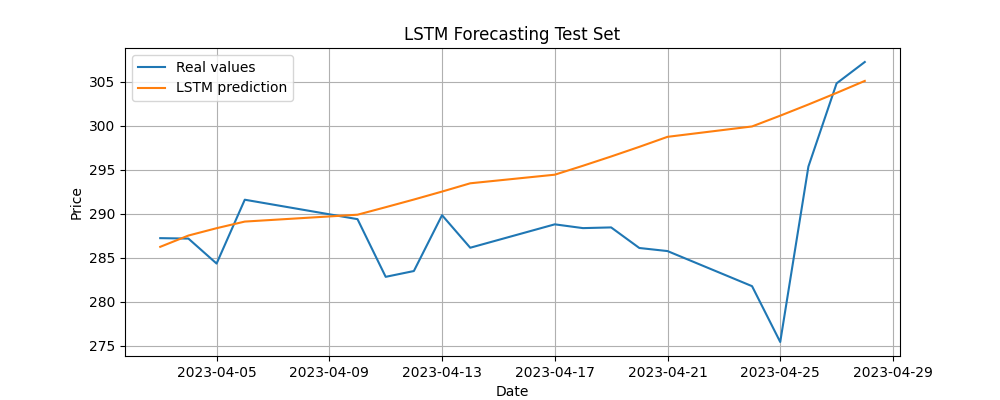 LSTM Forecasting Test Set
Real values
LSTM prediction
305
300
295
290
285
280
275
Price
2023-04-05 2023-04-09 2023-04-13 2023-04-17 2023-04-21 2023-04-25 2023-04-29
Date